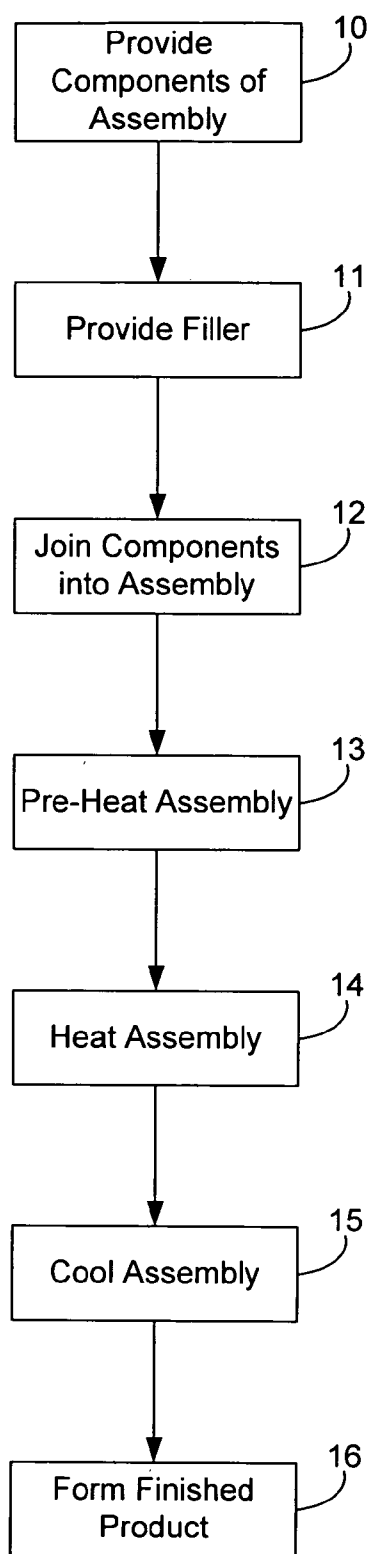 10
Provide
Components of
Assembly
11
Provide Filler
12
Join Components
into Assembly
13
Pre-Heat Assembly
14
Heat Assembly
15
Cool Assembly
16
Form Finished
Product